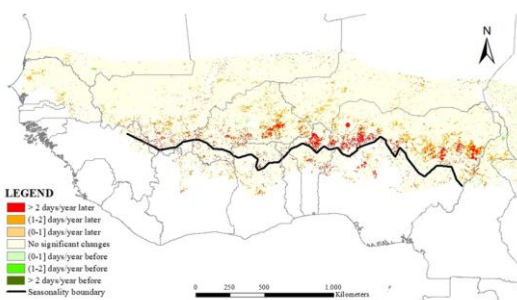 N
LEGEND
> 2 days/year later
(1-2] days/year later
(0-1] days/year later
No significant changes
(0-1] days/year before
(1-2] days/year before
> 2 days/year before
Seasonality boundary
0 250 500 1.000
Kilometers